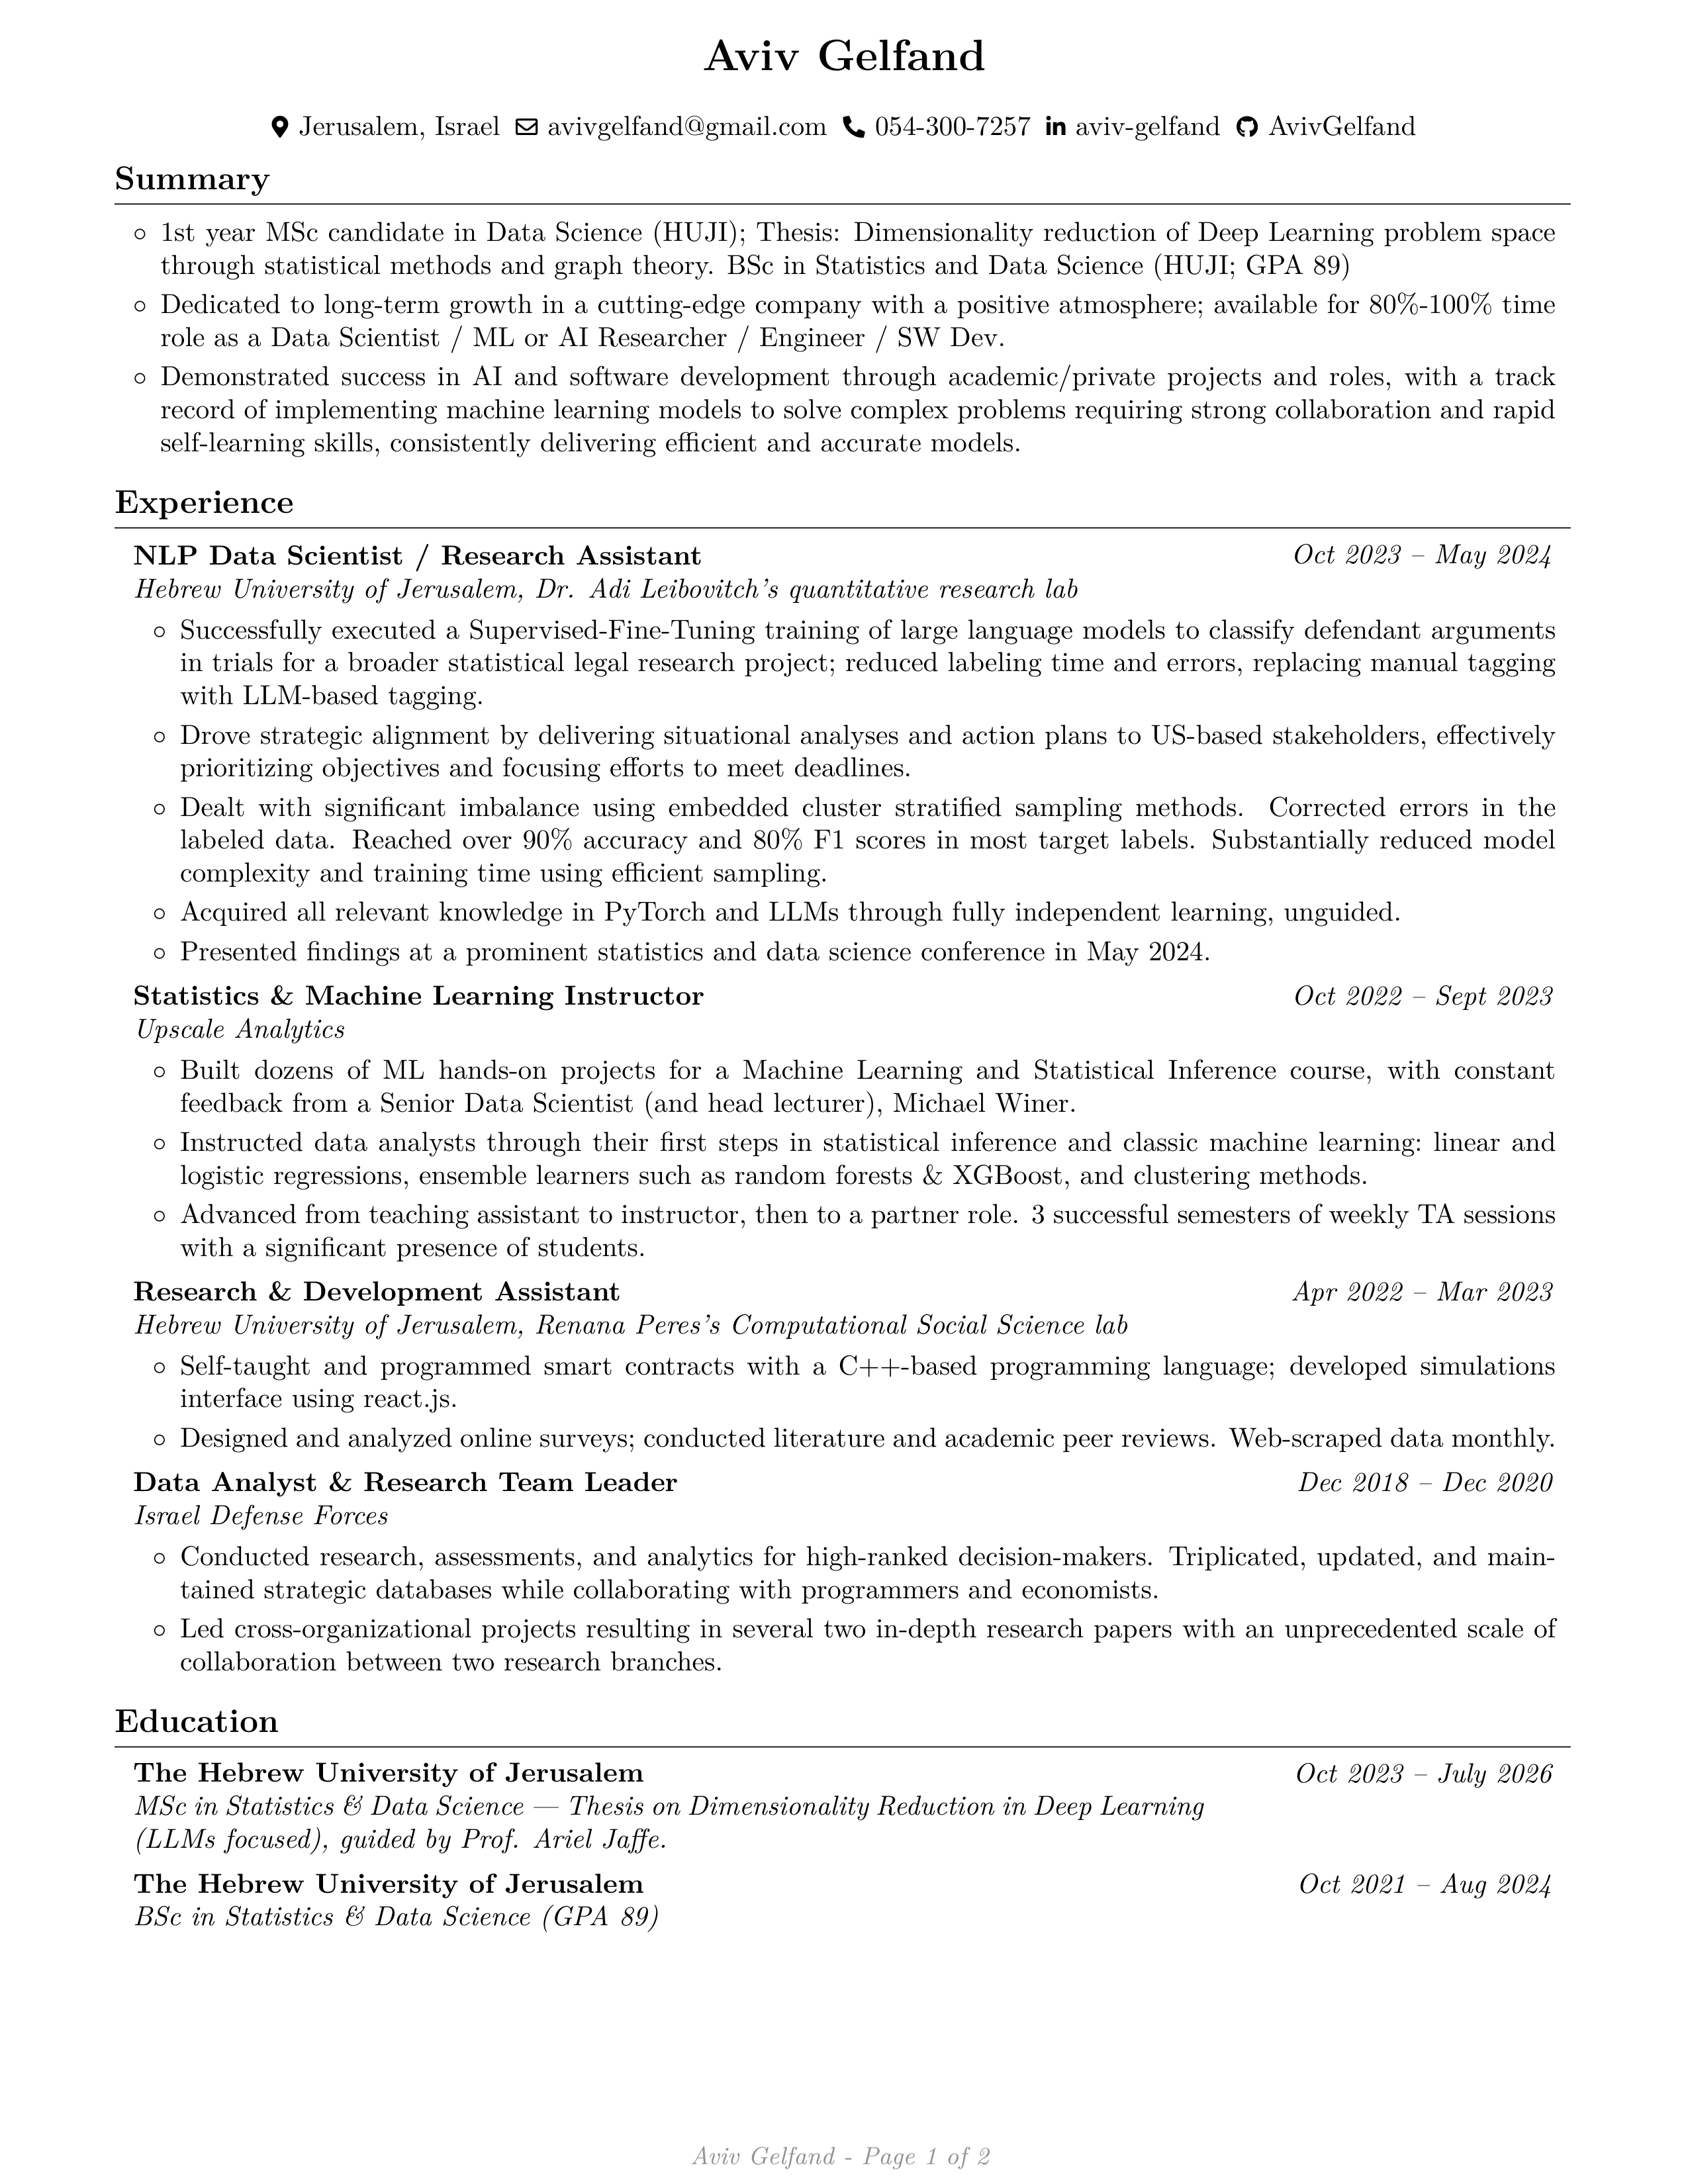 Aviv Gelfand
Jerusalem, Israel avivgelfand@gmail.com 054-300-7257 aviv-gelfand AvivGelfand
Summary
◦ 1st year MSc candidate in Data Science (HUJI); Thesis: Dimensionality reduction of Deep Learning problem space
through statistical methods and graph theory. BSc in Statistics and Data Science (HUJI; GPA 89)
◦ Dedicated to long-term growth in a cutting-edge company with a positive atmosphere; available for 80%-100% time
role as a Data Scientist / ML or AI Researcher / Engineer / SW Dev.
◦ Demonstrated success in AI and software development through academic/private projects and roles, with a track
record of implementing machine learning models to solve complex problems requiring strong collaboration and rapid
self-learning skills, consistently delivering efficient and accurate models.
Experience
NLP Data Scientist / Research Assistant Oct 2023 – May 2024
Hebrew University of Jerusalem, Dr. Adi Leibovitch's quantitative research lab
◦ Successfully executed a Supervised-Fine-Tuning training of large language models to classify defendant arguments
in trials for a broader statistical legal research project; reduced labeling time and errors, replacing manual tagging
with LLM-based tagging.
◦ Drove strategic alignment by delivering situational analyses and action plans to US-based stakeholders, effectively
prioritizing objectives and focusing efforts to meet deadlines.
◦ Dealt with significant imbalance using embedded cluster stratified sampling methods. Corrected errors in the
labeled data. Reached over 90% accuracy and 80% F1 scores in most target labels. Substantially reduced model
complexity and training time using efficient sampling.
◦ Acquired all relevant knowledge in PyTorch and LLMs through fully independent learning, unguided.
◦ Presented findings at a prominent statistics and data science conference in May 2024.
Statistics & Machine Learning Instructor Oct 2022 – Sept 2023
Upscale Analytics
◦ Built dozens of ML hands-on projects for a Machine Learning and Statistical Inference course, with constant
feedback from a Senior Data Scientist (and head lecturer), Michael Winer.
◦ Instructed data analysts through their first steps in statistical inference and classic machine learning: linear and
logistic regressions, ensemble learners such as random forests & XGBoost, and clustering methods.
◦ Advanced from teaching assistant to instructor, then to a partner role. 3 successful semesters of weekly TA sessions
with a significant presence of students.
Research & Development Assistant Apr 2022 – Mar 2023
Hebrew University of Jerusalem, Renana Peres's Computational Social Science lab
◦ Self-taught and programmed smart contracts with a C++-based programming language; developed simulations
interface using react.js.
◦ Designed and analyzed online surveys; conducted literature and academic peer reviews. Web-scraped data monthly.
Data Analyst & Research Team Leader Dec 2018 – Dec 2020
Israel Defense Forces
◦ Conducted research, assessments, and analytics for high-ranked decision-makers. Triplicated, updated, and main-
tained strategic databases while collaborating with programmers and economists.
◦ Led cross-organizational projects resulting in several two in-depth research papers with an unprecedented scale of
collaboration between two research branches.
Education
The Hebrew University of Jerusalem Oct 2023 – July 2026
MSc in Statistics & Data Science — Thesis on Dimensionality Reduction in Deep Learning
(LLMs focused), guided by Prof. Ariel Jaffe.
The Hebrew University of Jerusalem Oct 2021 – Aug 2024
BSc in Statistics & Data Science (GPA 89)
Aviv Gelfand - Page 1 of 2